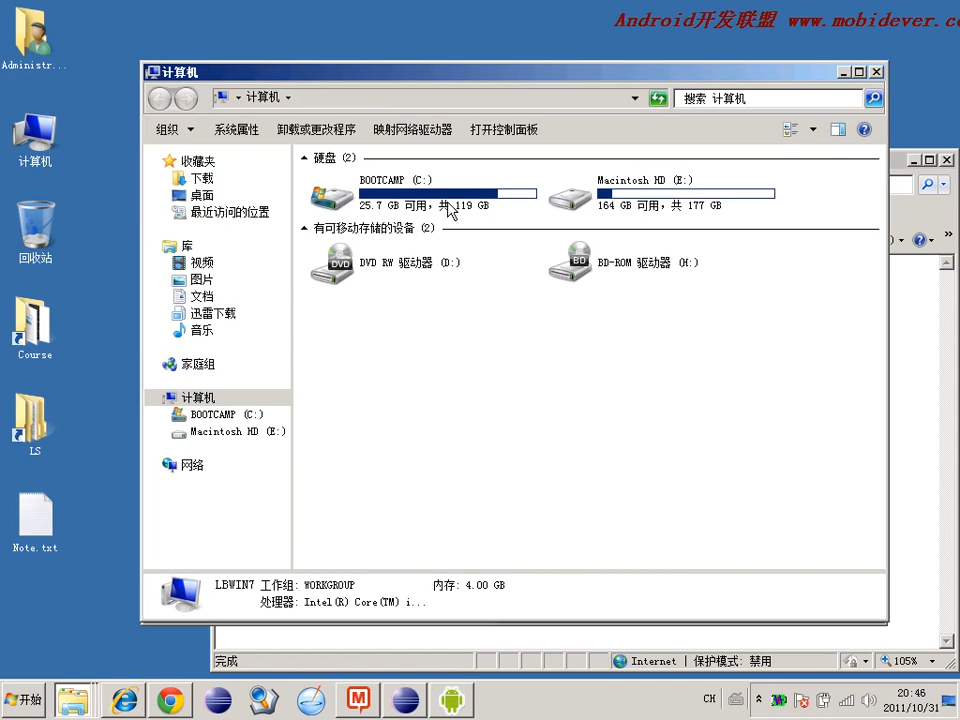 Android开发联盟 www.mobidever.c
Administr...
计算机
回收站
Course
LS
Note.txt
计算机
计算机
搜索 计算机
组织 系统属性 卸载或更改程序 映射网络驱动器 打开控制面板
收藏夹
下载
桌面
最近访问的位置
库
视频
图片
文档
迅雷下载
音乐
家庭组
计算机
BOOTCAMP (C:)
Macintosh HD (E:)
网络
硬盘 (2)
BOOTCAMP (C:)
25.7 GB 可用，共 119 GB
Macintosh HD (E:)
164 GB 可用，共 177 GB
有可移动存储的设备 (2)
DVD
DVD RW 驱动器 (D:)
BD
BD-ROM 驱动器 (H:)
LBWIN7 工作组: WORKGROUP 内存: 4.00 GB
处理器: Intel(R) Core(TM) i...
完成
Internet | 保护模式: 禁用
105%
开始
CH
20:46
2011/10/31